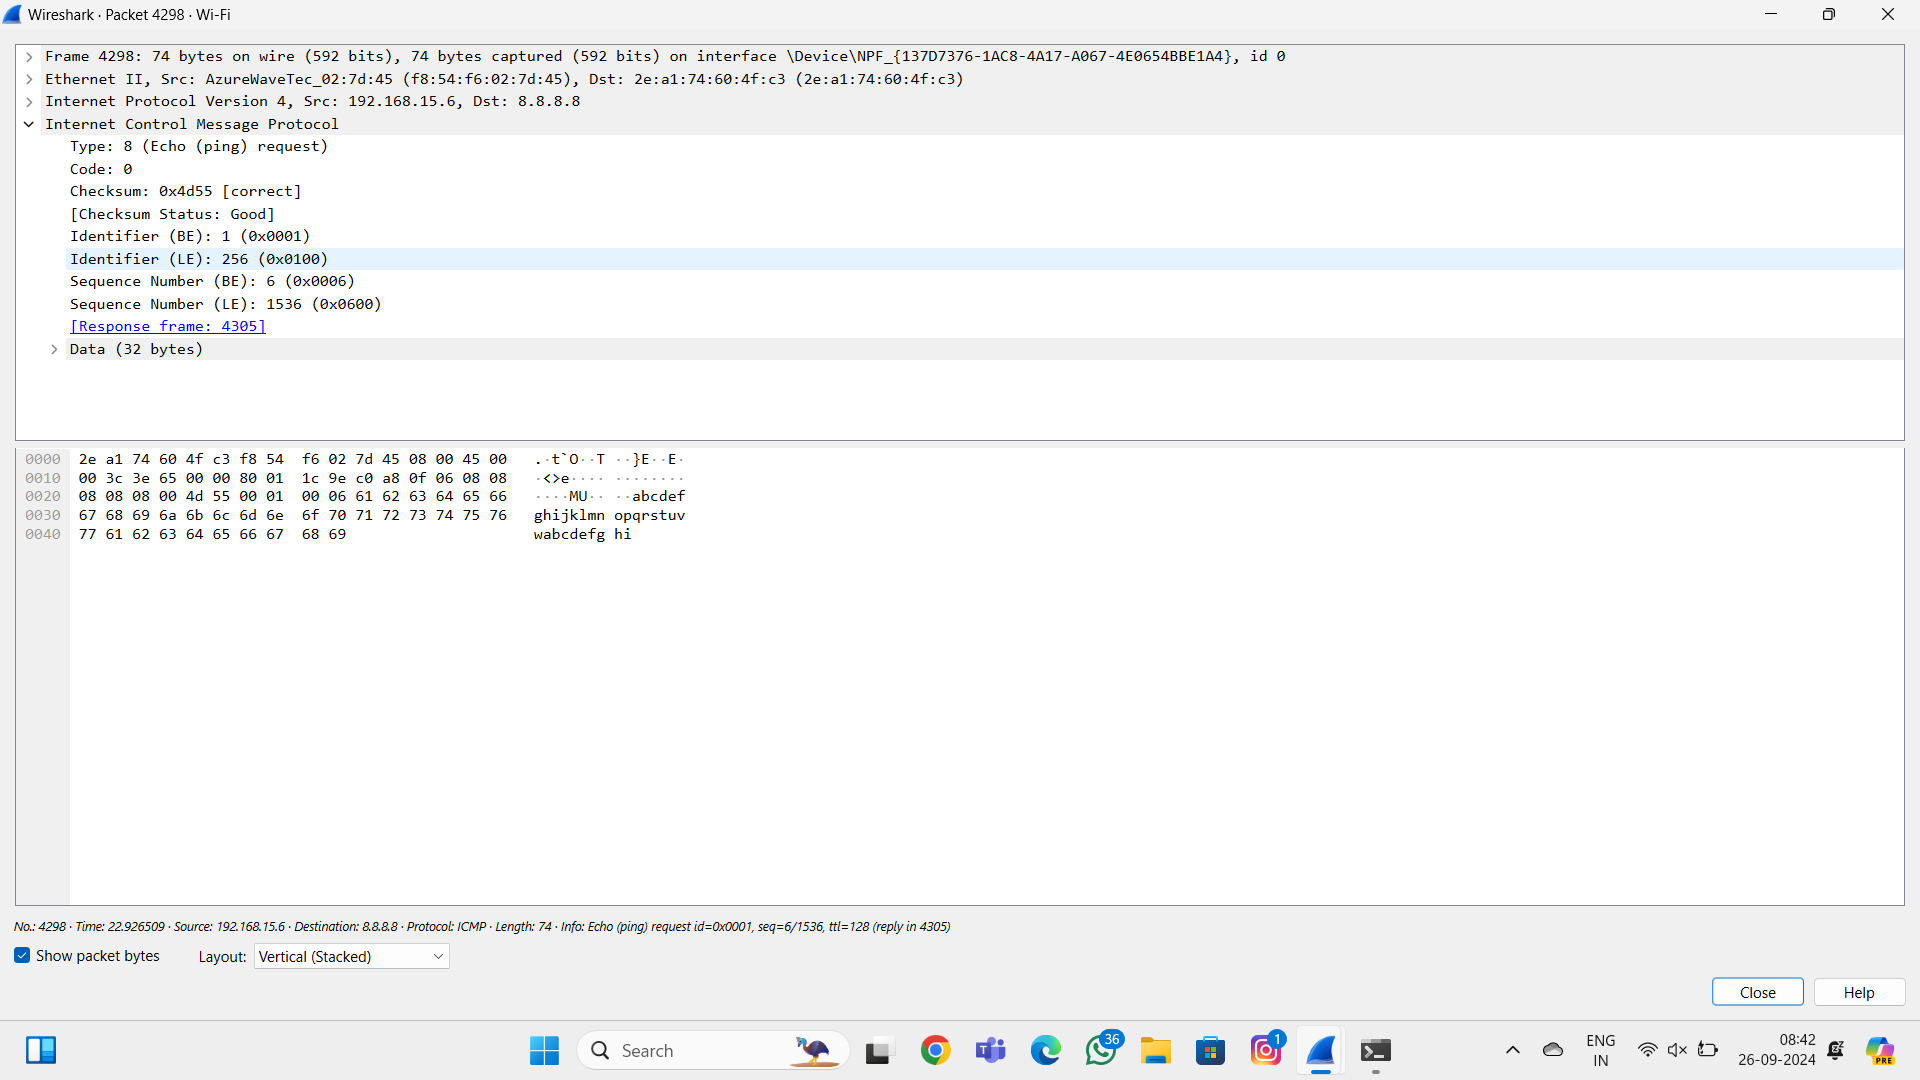 Wireshark · Packet 4298 · Wi-Fi
Frame 4298: 74 bytes on wire (592 bits), 74 bytes captured (592 bits) on interface \Device\NPF_{137D7376-1AC8-4A17-A067-4E0654BBE1A4}, id 0
Ethernet II, Src: AzureWaveTec_02:7d:45 (f8:54:f6:02:7d:45), Dst: 2e:a1:74:60:4f:c3 (2e:a1:74:60:4f:c3)
Internet Protocol Version 4, Src: 192.168.15.6, Dst: 8.8.8.8
Internet Control Message Protocol
Type: 8 (Echo (ping) request)
Code: 0
Checksum: 0x4d55 [correct]
[Checksum Status: Good]
Identifier (BE): 1 (0x0001)
Identifier (LE): 256 (0x0100)
Sequence Number (BE): 6 (0x0006)
Sequence Number (LE): 1536 (0x0600)
[Response frame: 4305]
Data (32 bytes)
0000 2e a1 74 60 4f c3 f8 54 f6 02 7d 45 08 00 45 00 .·t`O··T ··}E··E·
0010 00 3c 3e 65 00 00 80 01 1c 9e c0 a8 0f 06 08 08 ·<>e···· ········
0020 08 08 08 00 4d 55 00 01 00 06 61 62 63 64 65 66 ····MU·· ··abcdef
0030 67 68 69 6a 6b 6c 6d 6e 6f 70 71 72 73 74 75 76 ghijklmn opqrstuv
0040 77 61 62 63 64 65 66 67 68 69 wabcdefg hi
No.: 4298 · Time: 22.926509 · Source: 192.168.15.6 · Destination: 8.8.8.8 · Protocol: ICMP · Length: 74 · Info: Echo (ping) request id=0x0001, seq=6/1536, ttl=128 (reply in 4305)
Show packet bytes Layout: Vertical (Stacked)
Close Help
Search 36 1 ENG 08:42
IN 26-09-2024 PRE